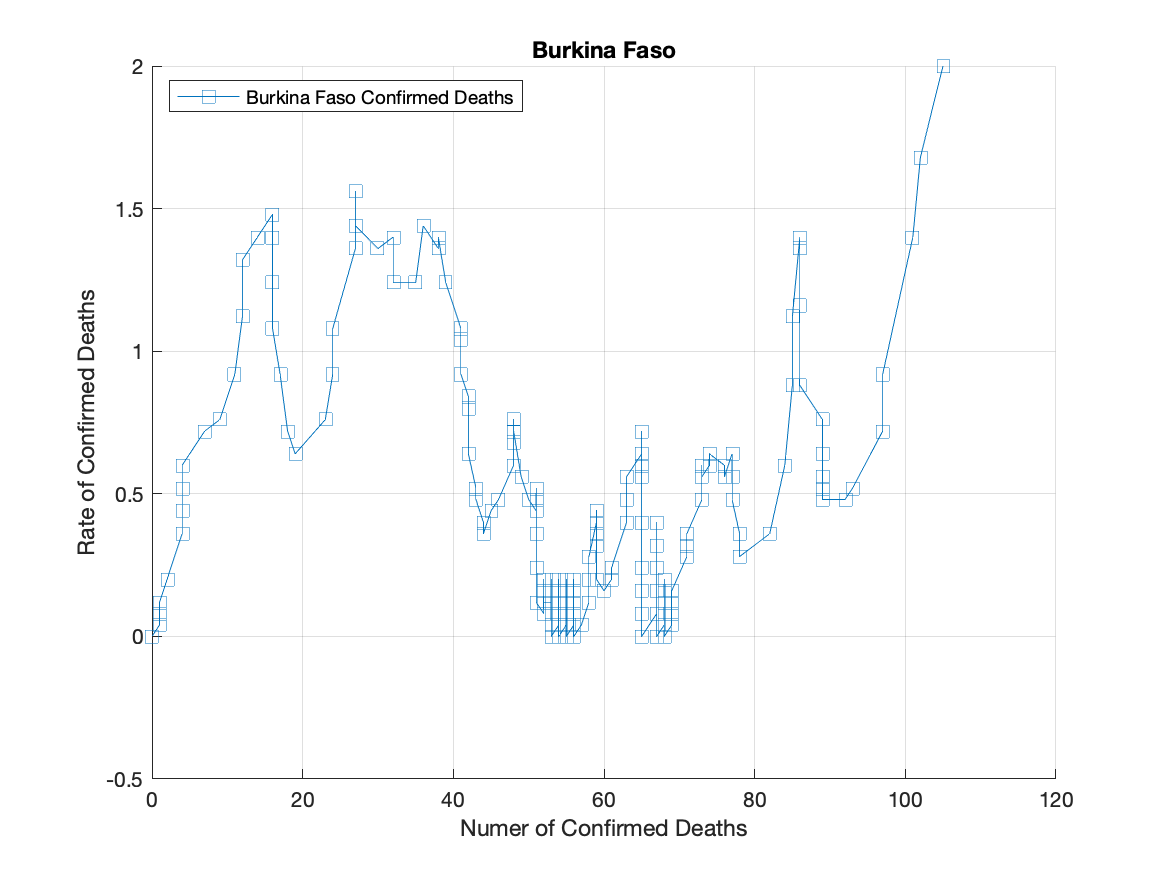 Burkina Faso
Burkina Faso Confirmed Deaths
2
1.5
1
0.5
0
-0.5
Rate of Confirmed Deaths
0 20 40 60 80 100 120
Numer of Confirmed Deaths